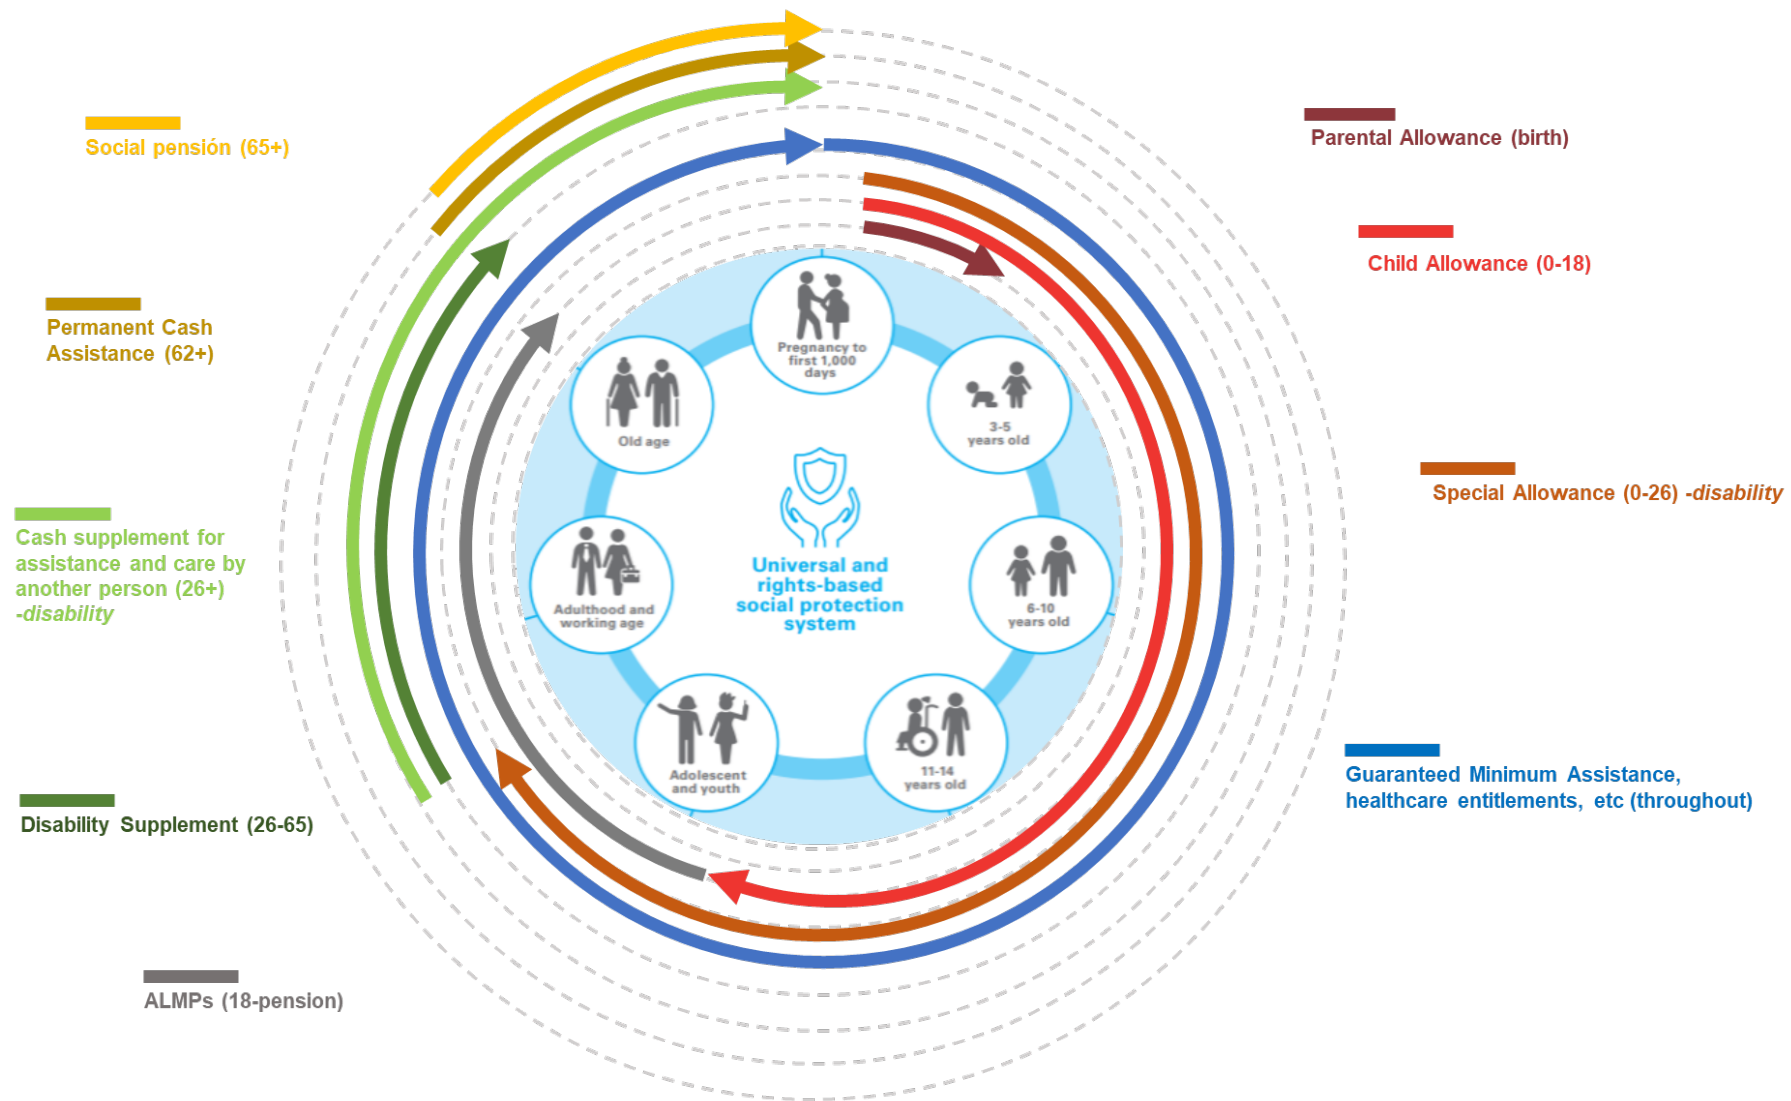 Social pensión (65+)
Permanent Cash
Assistance (62+)
Cash supplement for
assistance and care by
another person (26+)
-disability
Disability Supplement (26-65)
ALMPs (18-pension)
Parental Allowance (birth)
Child Allowance (0-18)
Special Allowance (0-26) -disability
Guaranteed Minimum Assistance,
healthcare entitlements, etc (throughout)
Pregnancy to
first 1,000
days
3-5
years old
6-10
years old
11-14
years old
Adolescent
and youth
Adulthood and
working age
Old age
Universal and
rights-based
social protection
system